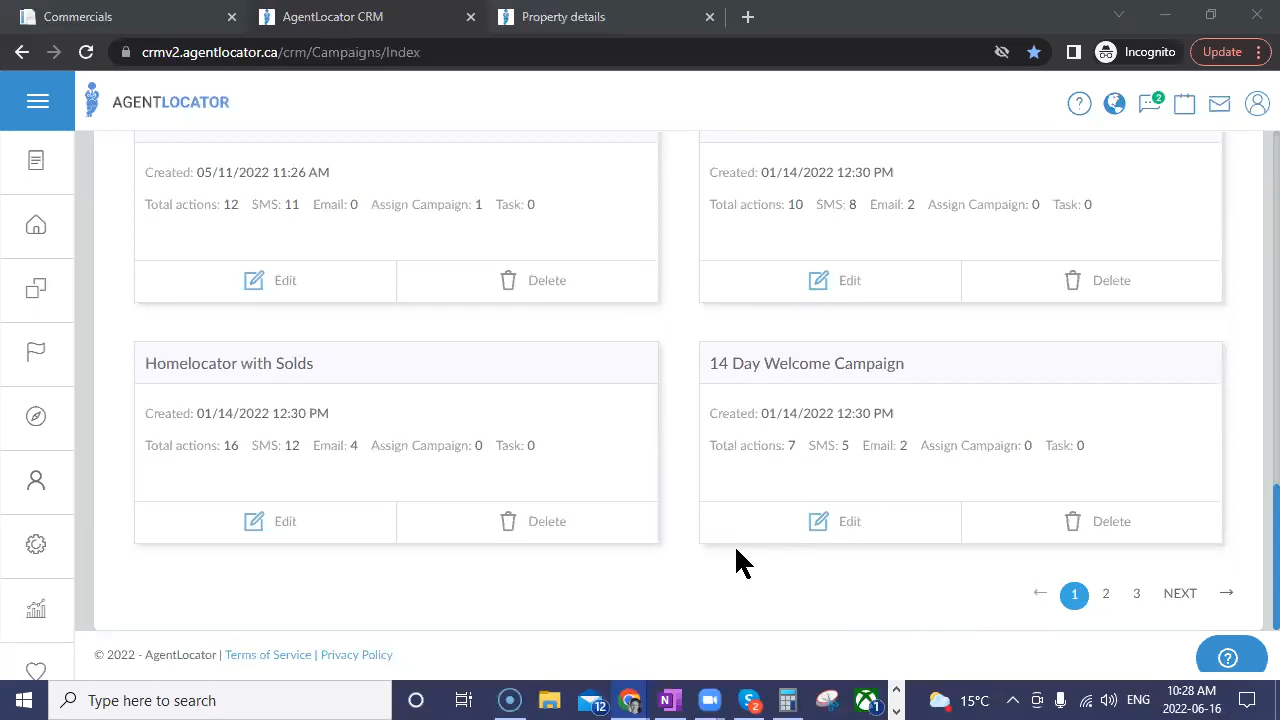 Commercials
AgentLocator CRM
Property details
crmv2.agentlocator.ca/crm/Campaigns/Index
Incognito
Update
AGENTLOCATOR
2
Created: 05/11/2022 11:26 AM
Total actions: 12 SMS: 11 Email: 0 Assign Campaign: 1 Task: 0
Edit
Delete
Created: 01/14/2022 12:30 PM
Total actions: 10 SMS: 8 Email: 2 Assign Campaign: 0 Task: 0
Edit
Delete
Homelocator with Solds
Created: 01/14/2022 12:30 PM
Total actions: 16 SMS: 12 Email: 4 Assign Campaign: 0 Task: 0
Edit
Delete
14 Day Welcome Campaign
Created: 01/14/2022 12:30 PM
Total actions: 7 SMS: 5 Email: 2 Assign Campaign: 0 Task: 0
Edit
Delete
1 2 3 NEXT
© 2022 - AgentLocator | Terms of Service | Privacy Policy
Type here to search
12
2
1
15°C
ENG
10:28 AM
2022-06-16